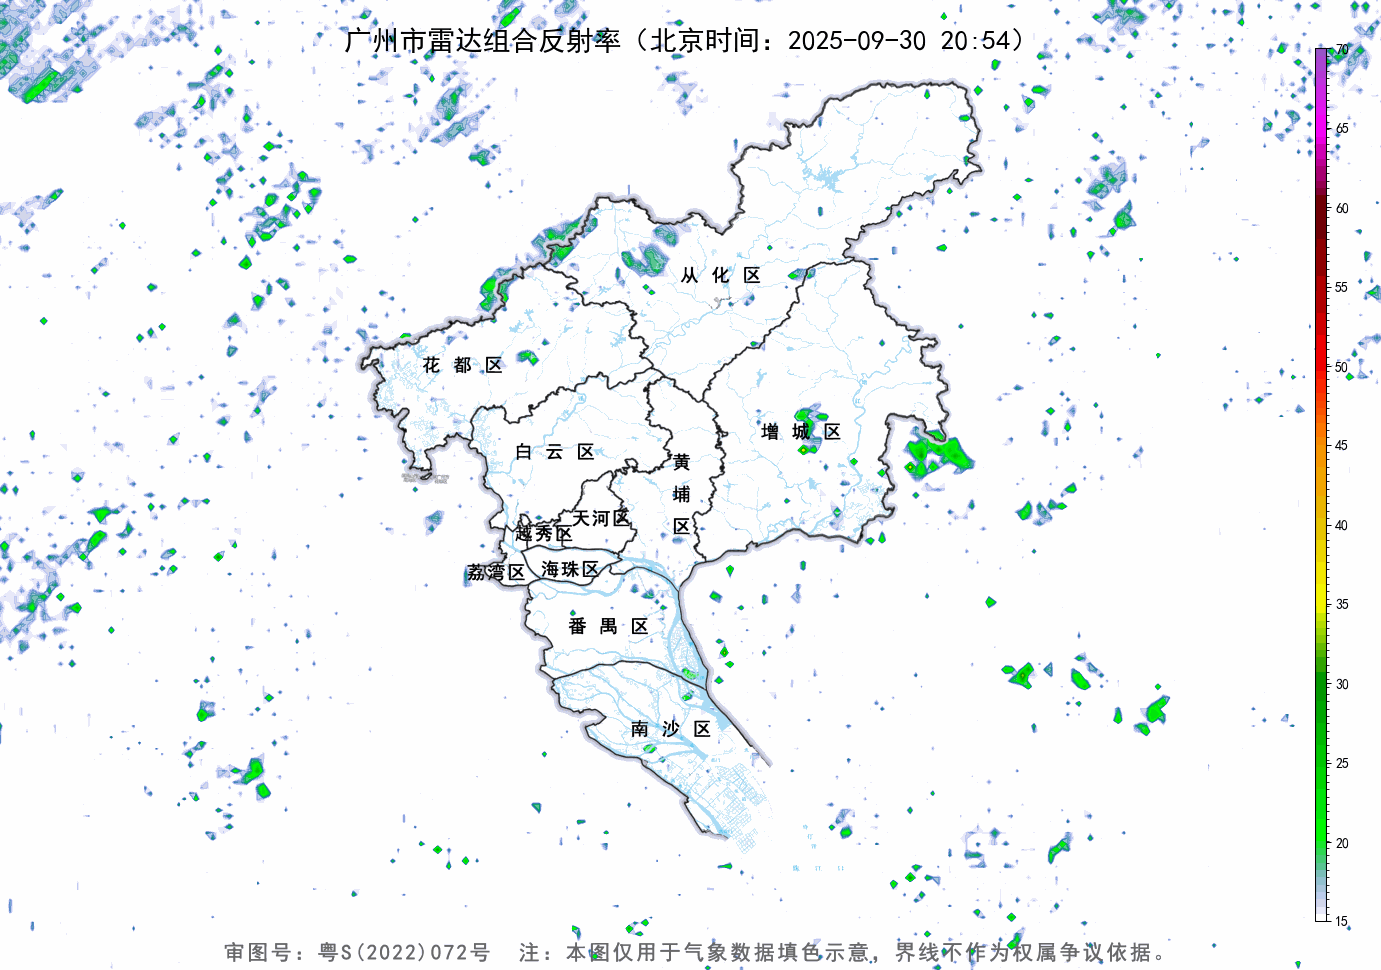 广州市雷达组合反射率（北京时间：2025-09-30 20:54）
70
65
60
55
50
45
40
35
30
25
20
15
从化区
花都区
增城区
白云区
黄埔区
天河区
越秀区
海珠区
荔湾区
番禺区
南沙区
审图号：粤S(2022)072号 注：本图仅用于气象数据填色示意，界线不作为权属争议依据。